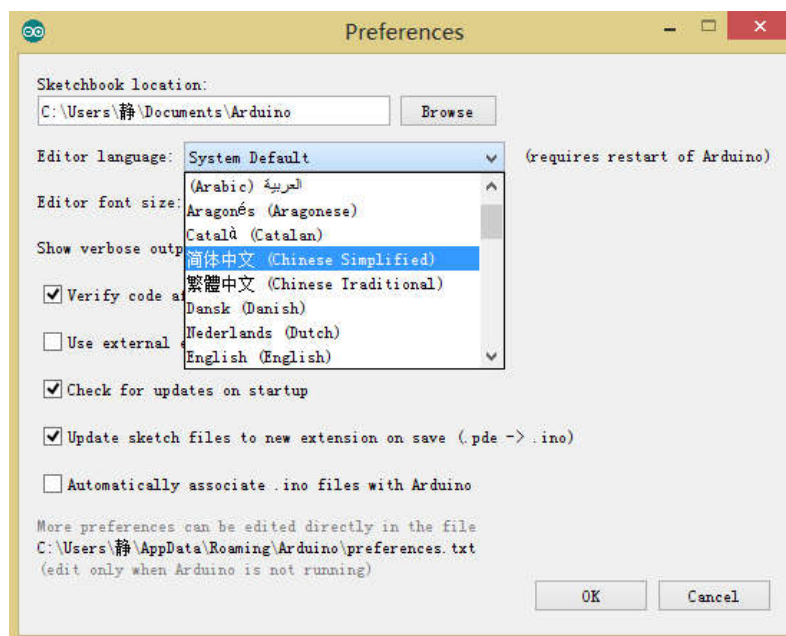 Preferences
Sketchbook location:
C:\Users\静\Documents\Arduino
Browse
Editor language: System Default (requires restart of Arduino)
(Arabic) العربية
Editor font size:
Aragonés (Aragonese)
Català (Catalan)
Show verbose outp
简体中文 (Chinese Simplified)
繁體中文 (Chinese Traditional)
Verify code a
Dansk (Danish)
Nederlands (Dutch)
Use external
English (English)
Check for updates on startup
Update sketch files to new extension on save (.pde -> .ino)
Automatically associate .ino files with Arduino
More preferences can be edited directly in the file
C:\Users\静\AppData\Roaming\Arduino\preferences.txt
(edit only when Arduino is not running)
OK
Cancel